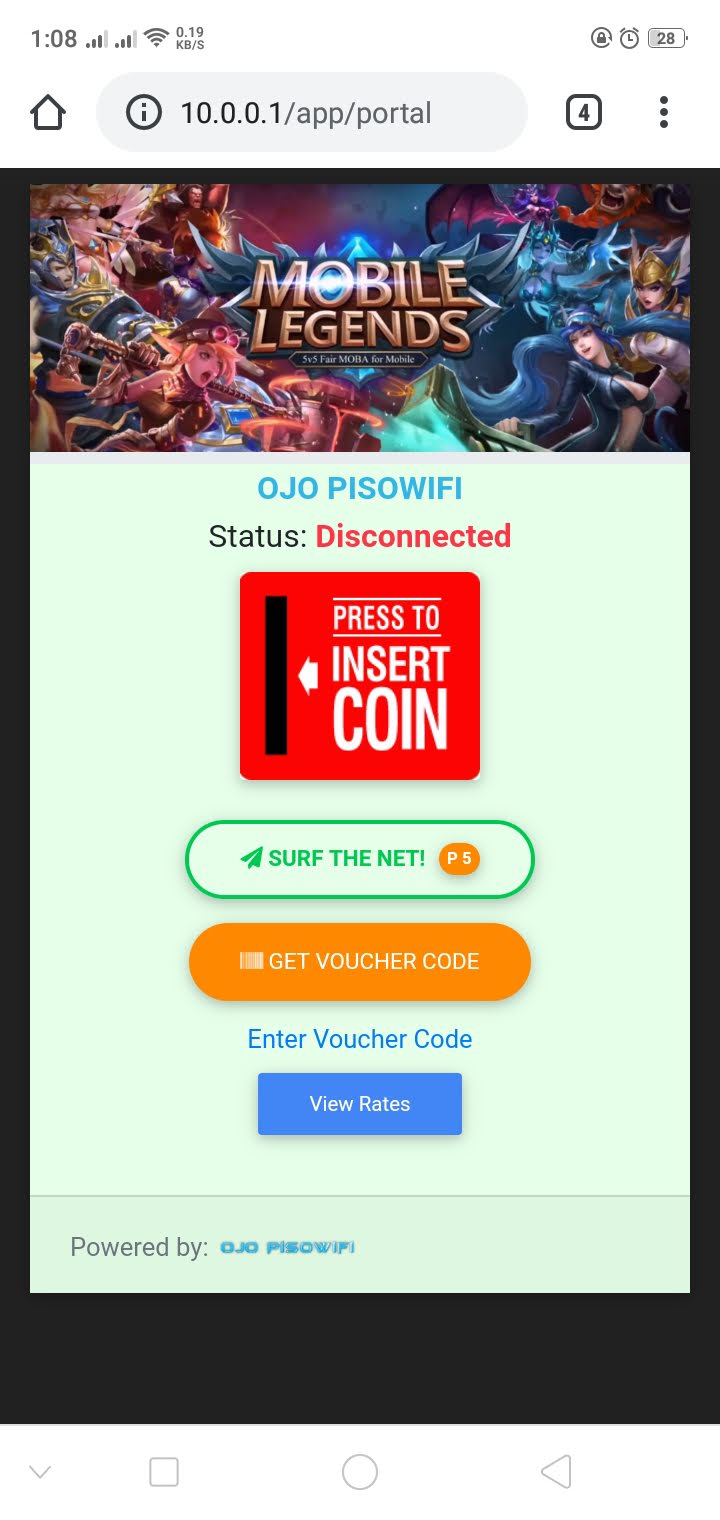 1:08 0.19 KB/S 28
10.0.0.1/app/portal 4
MOBILE
LEGENDS
5v5 Fair MOBA for Mobile
OJO PISOWIFI
Status: Disconnected
PRESS TO
INSERT
COIN
SURF THE NET! P 5
GET VOUCHER CODE
Enter Voucher Code
View Rates
Powered by: OJO PISOWIFI